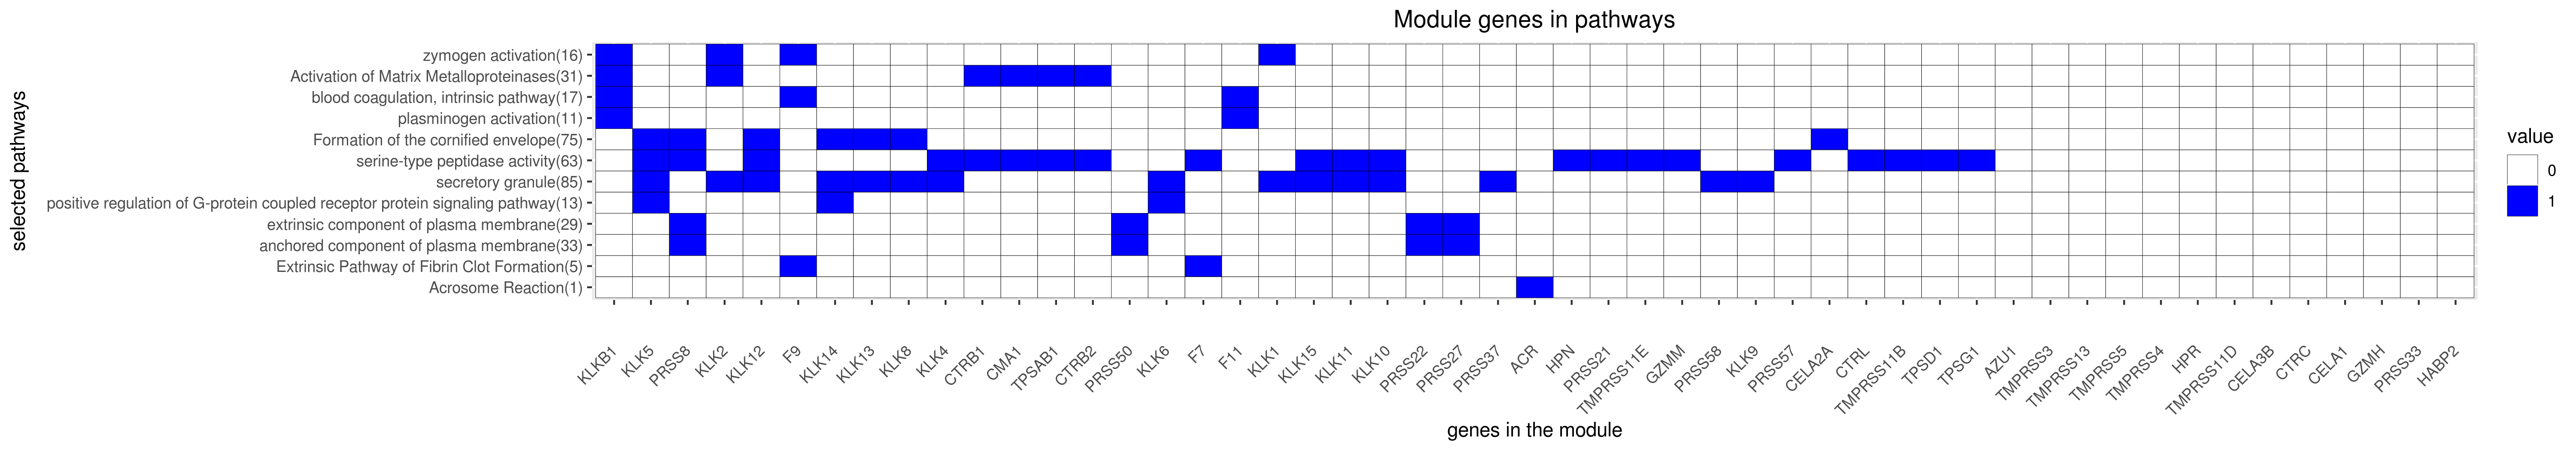 Module genes in pathways
selected pathways
zymogen activation(16)
Activation of Matrix Metalloproteinases(31)
blood coagulation, intrinsic pathway(17)
plasminogen activation(11)
Formation of the cornified envelope(75)
serine-type peptidase activity(63)
secretory granule(85)
positive regulation of G-protein coupled receptor protein signaling pathway(13)
extrinsic component of plasma membrane(29)
anchored component of plasma membrane(33)
Extrinsic Pathway of Fibrin Clot Formation(5)
Acrosome Reaction(1)
value
0
1
KLKB1
KLK5
PRSS8
KLK2
KLK12
F9
KLK14
KLK13
KLK8
KLK4
CTRB1
CMA1
TPSAB1
CTRB2
PRSS50
KLK6
F7
F11
KLK1
KLK15
KLK11
KLK10
PRSS22
PRSS27
PRSS37
ACR
HPN
PRSS21
TMPRSS11E
GZMM
PRSS58
KLK9
PRSS57
CELA2A
CTRL
TMPRSS11B
TPSD1
TPSG1
AZU1
TMPRSS3
TMPRSS13
TMPRSS5
TMPRSS4
HPR
TMPRSS11D
CELA3B
CTRC
CELA1
GZMH
PRSS33
HABP2
genes in the module